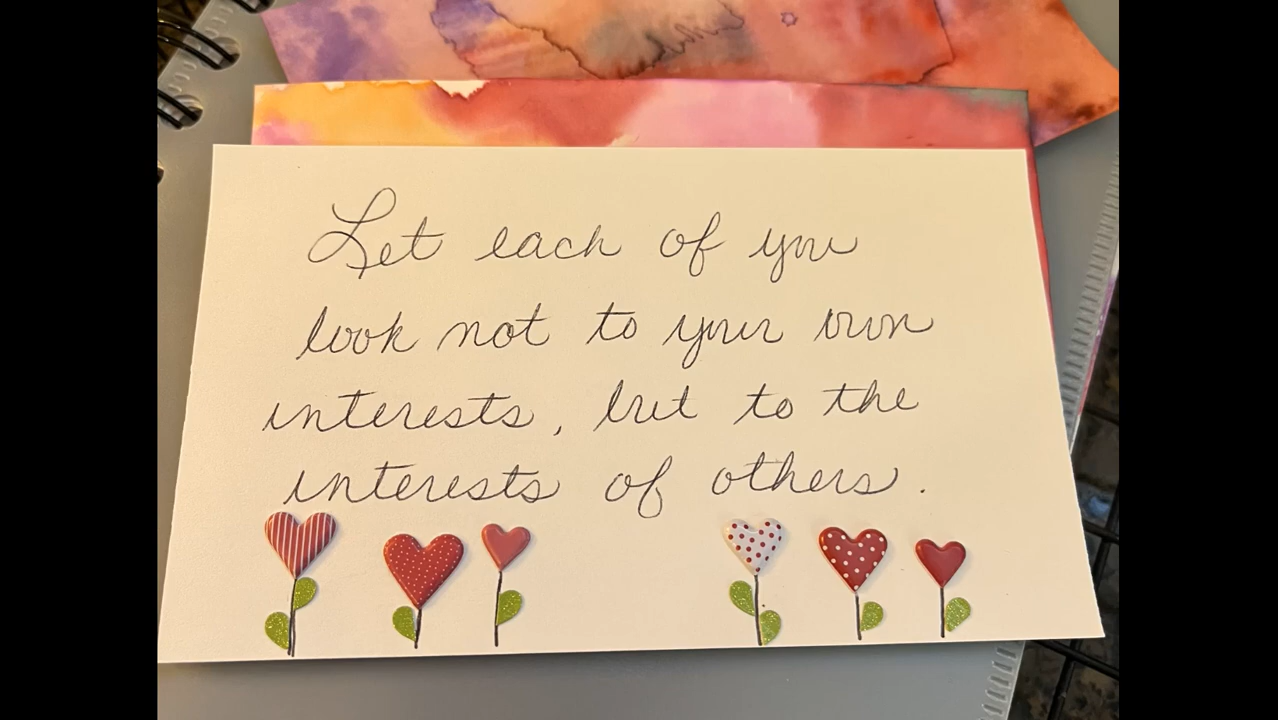 Let each of you
look not to your own
interests, but to the
interests of others.